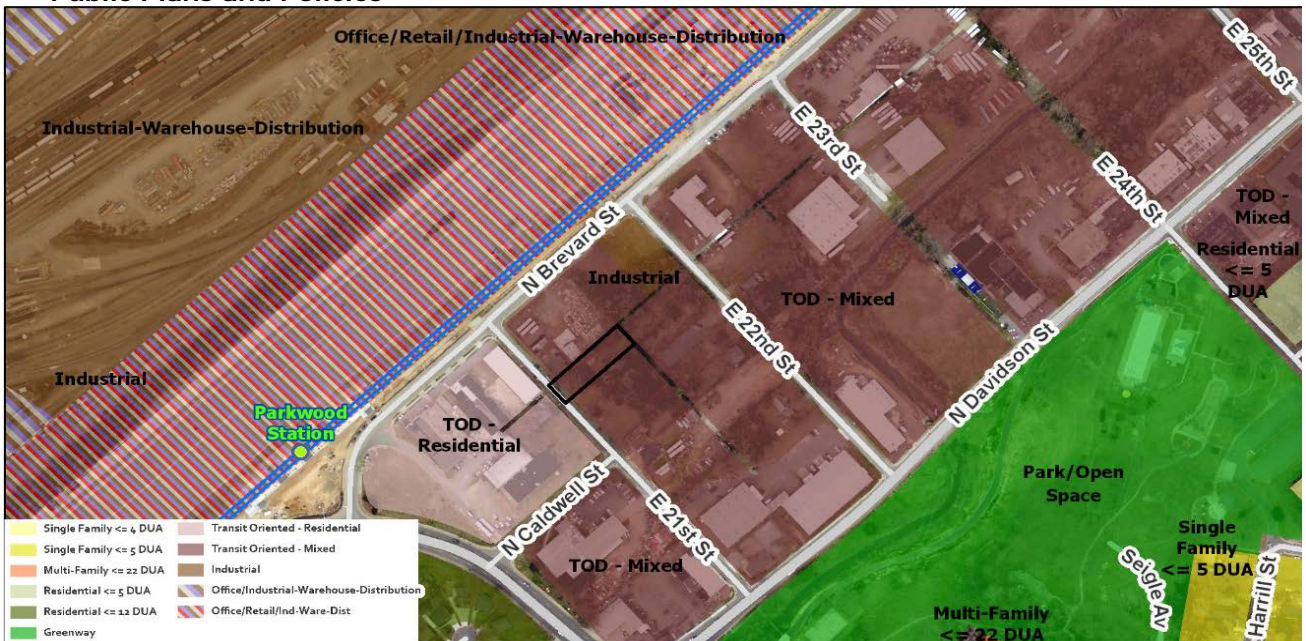 Public Plans and Policies
Office/Retail/Industrial-Warehouse-Distribution
E 25th St
Industrial-Warehouse-Distribution
E 23rd St
E 24th St
TOD -
Mixed
Residential
<= 5
DUA
N Brevard St
Industrial
TOD - Mixed
E 22nd St
N Davidson St
Industrial
Parkwood
Station
TOD -
Residential
Park/Open
Space
N Caldwell St
E 21st St
TOD - Mixed
Single
Family
<= 5 DUA
Seigle Av
Harrill St
Multi-Family
<= 22 DUA
Single Family <= 4 DUA
Single Family <= 5 DUA
Multi-Family <= 22 DUA
Residential <= 5 DUA
Residential <= 12 DUA
Greenway
Transit Oriented - Residential
Transit Oriented - Mixed
Industrial
Office/Industrial-Warehouse-Distribution
Office/Retail/Ind-Ware-Dist